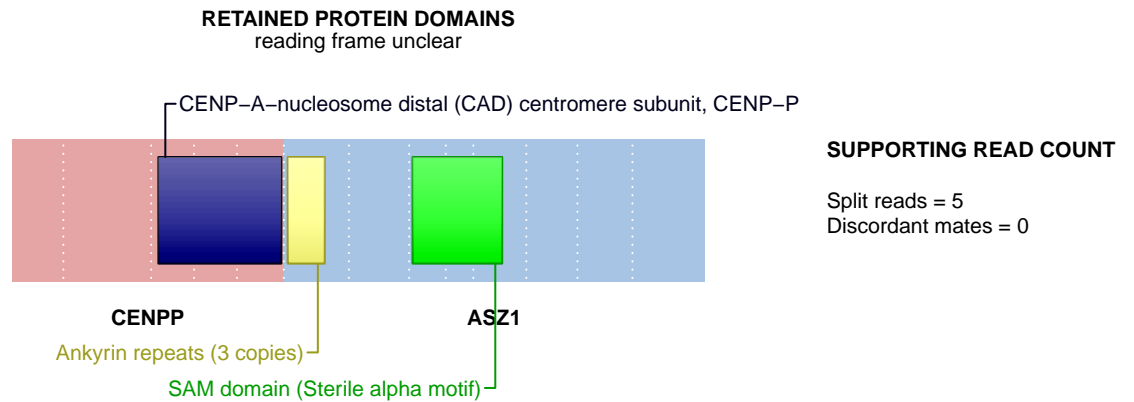 RETAINED PROTEIN DOMAINS
reading frame unclear
CENP−A−nucleosome distal (CAD) centromere subunit, CENP−P
SUPPORTING READ COUNT
Split reads = 5
Discordant mates = 0
CENPP
ASZ1
Ankyrin repeats (3 copies)
SAM domain (Sterile alpha motif)